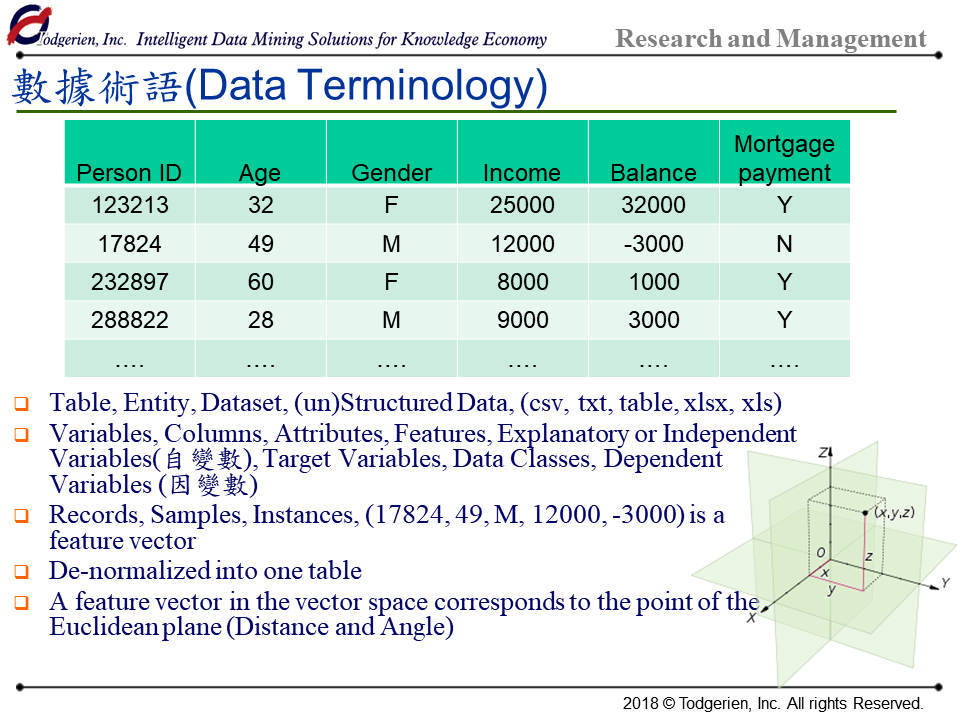 Todgerien, Inc. Intelligent Data Mining Solutions for Knowledge Economy
Research and Management
數據術語(Data Terminology)
Person ID Age Gender Income Balance Mortgage payment
123213 32 F 25000 32000 Y
17824 49 M 12000 -3000 N
232897 60 F 8000 1000 Y
288822 28 M 9000 3000 Y
.... .... .... .... .... ....
Table, Entity, Dataset, (un)Structured Data, (csv, txt, table, xlsx, xls)
Variables, Columns, Attributes, Features, Explanatory or Independent
Variables(自變數), Target Variables, Data Classes, Dependent
Variables (因變數)
Records, Samples, Instances, (17824, 49, M, 12000, -3000) is a
feature vector
De-normalized into one table
A feature vector in the vector space corresponds to the point of the
Euclidean plane (Distance and Angle)
Z
(x,y,z)
O
z
x
y
Y
X
2018 © Todgerien, Inc. All rights Reserved.